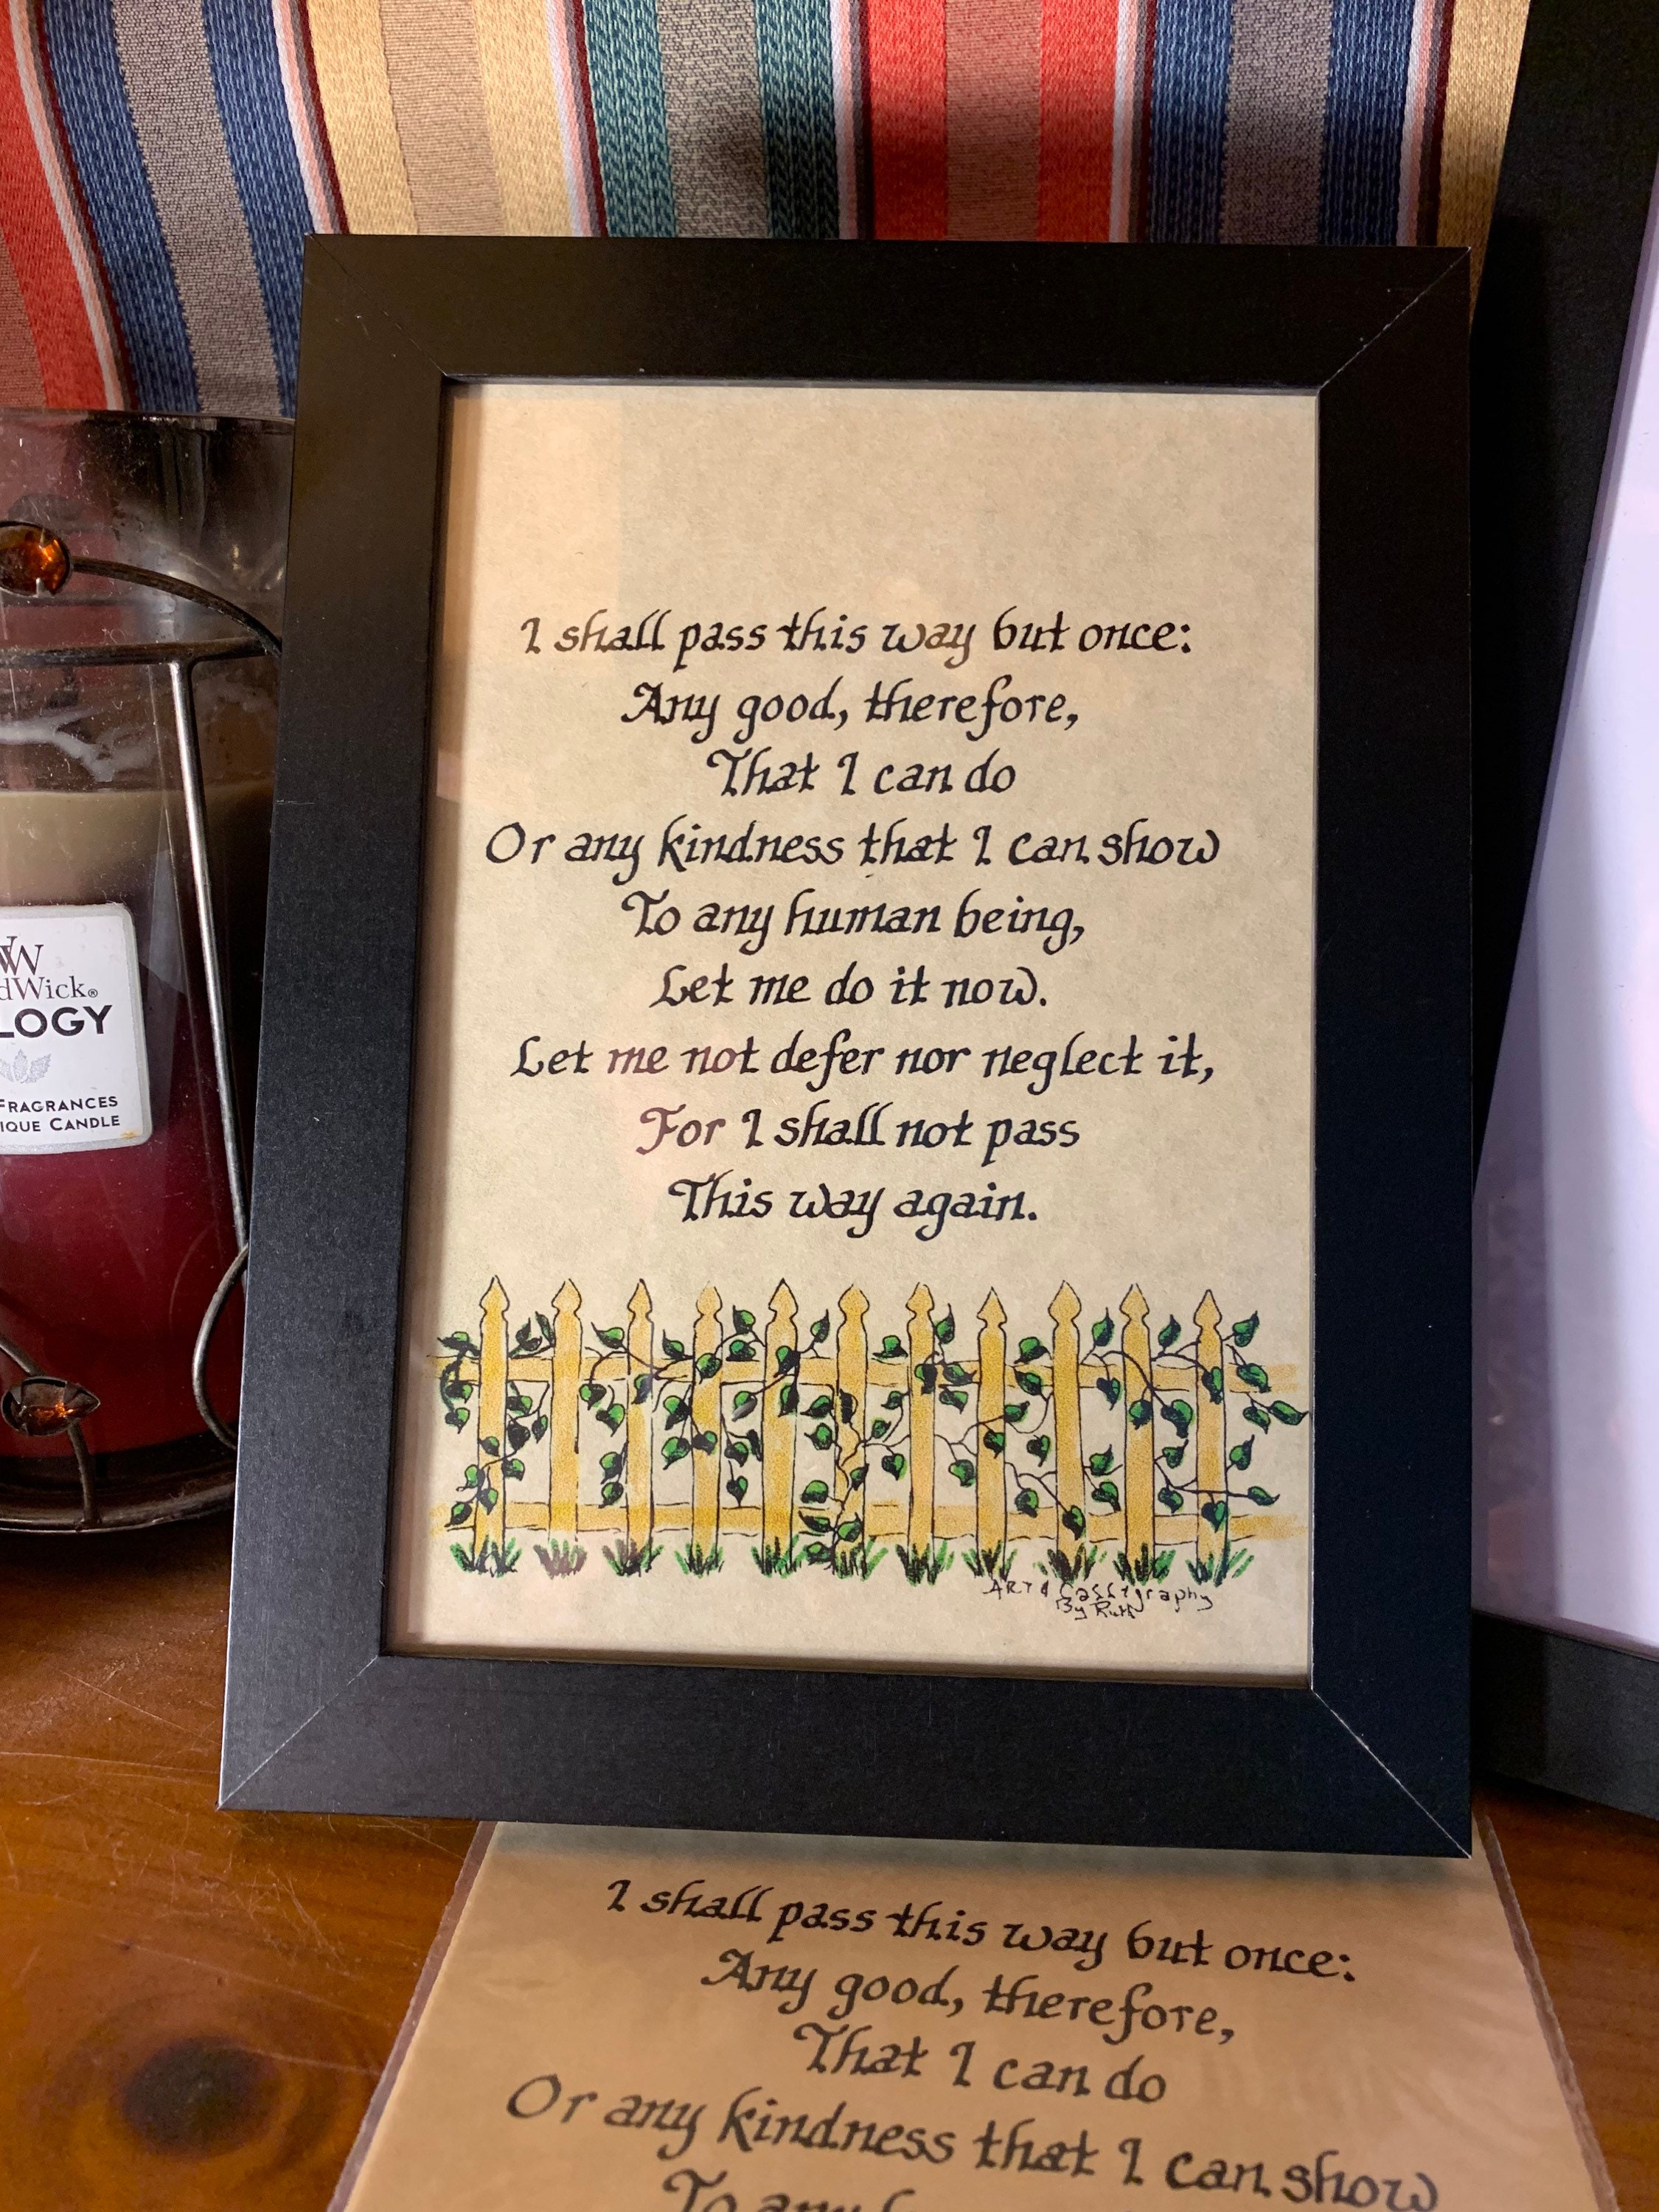 I shall pass this way but once:
Any good, therefore,
That I can do
Or any kindness that I can show
To any human being,
Let me do it now.
Let me not defer nor neglect it,
For I shall not pass
This way again.
ART & Calligraphy
By Ruth
WW
dWick®
LOGY
FRAGRANCES
IQUE CANDLE
I shall pass this way but once:
Any good, therefore,
That I can do
Or any kindness that I can show
To any